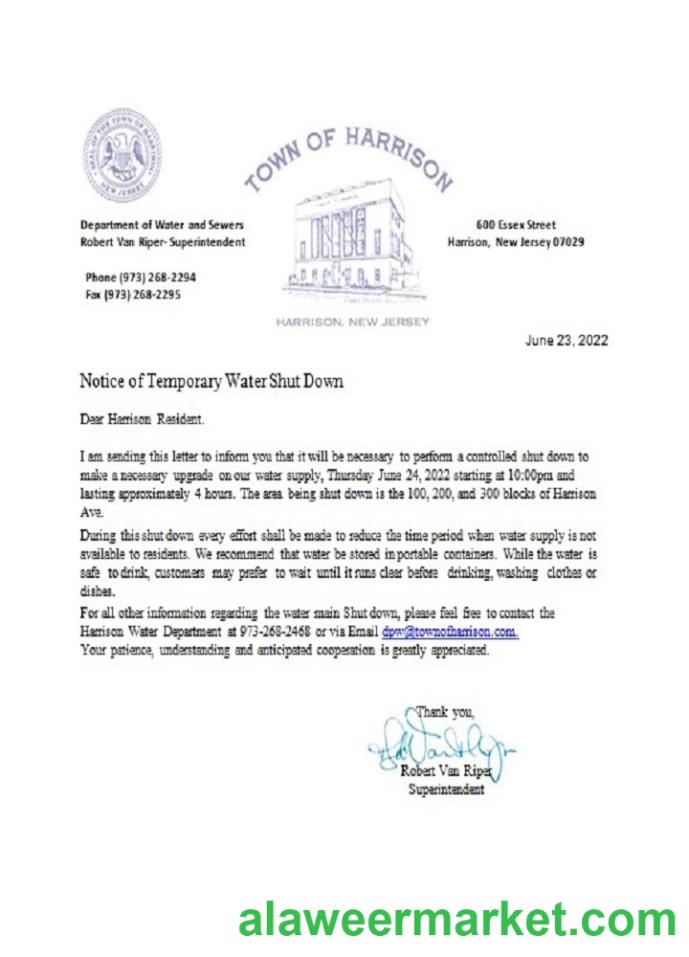 SEAL OF THE TOWN OF HARRISON
NEW JERSEY
TOWN OF HARRISON
Department of Water and Sewers
Robert Van Riper- Superintendent
600 Essex Street
Harrison, New Jersey 07029
Phone (973) 268-2294
Fax (973) 268-2295
HARRISON, NEW JERSEY
June 23, 2022
Notice of Temporary Water Shut Down
Dear Harrison Resident.
I am sending this letter to inform you that it will be necessary to perform a controlled shut down to
make a necessary upgrade on our water supply, Thursday June 24, 2022 starting at 10:00pm and
lasting approximately 4 hours. The area being shut down is the 100, 200, and 300 blocks of Harrison
Ave.
During this shut down every effort shall be made to reduce the time period when water supply is not
available to residents. We recommend that water be stored in portable containers. While the water is
safe to drink, customers may prefer to wait until it runs clear before drinking, washing clothes or
dishes.
For all other information regarding the water main Shut down, please feel free to contact the
Harrison Water Department at 973-268-2468 or via Email dpw@townofharrison.com.
Your patience, understanding and anticipated cooperation is greatly appreciated.
Thank you,
Robert Van Riper
Superintendent
alaweermarket.com